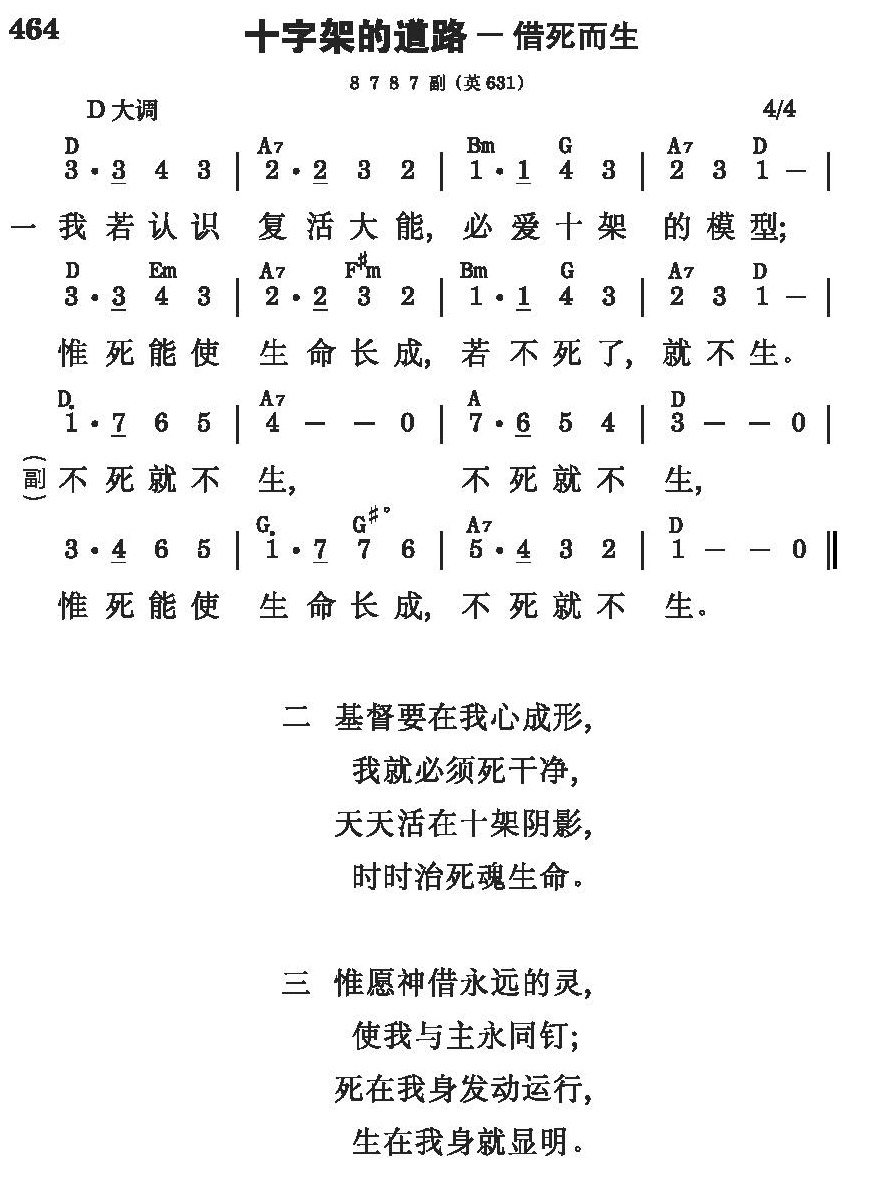 464
十字架的道路 — 借死而生
8 7 8 7 副（英631）
D大调 4/4
D A7 Bm G A7 D
3 · 3 4 3 | 2 · 2 3 2 | 1 · 1 4 3 | 2 3 1 — |
一 我若认识 复活大能, 必爱十架 的模型;
D Em A7 F#m Bm G A7 D
3 · 3 4 3 | 2 · 2 3 2 | 1 · 1 4 3 | 2 3 1 — |
惟死能使 生命长成, 若不死了, 就不生。
D A7 A D
1̇ · 7 6 5 | 4 — — 0 | 7 · 6 5 4 | 3 — — 0 |
(副) 不死就不 生, 不死就不 生,
G G#° A7 D
3 · 4 6 5 | 1̇ · 7 7 6 | 5 · 4 3 2 | 1 — — 0 ‖
惟死能使 生命长成, 不死就不 生。
二 基督要在我心成形,
我就必须死干净,
天天活在十架阴影,
时时治死魂生命。
三 惟愿神借永远的灵,
使我与主永同钉;
死在我身发动运行,
生在我身就显明。